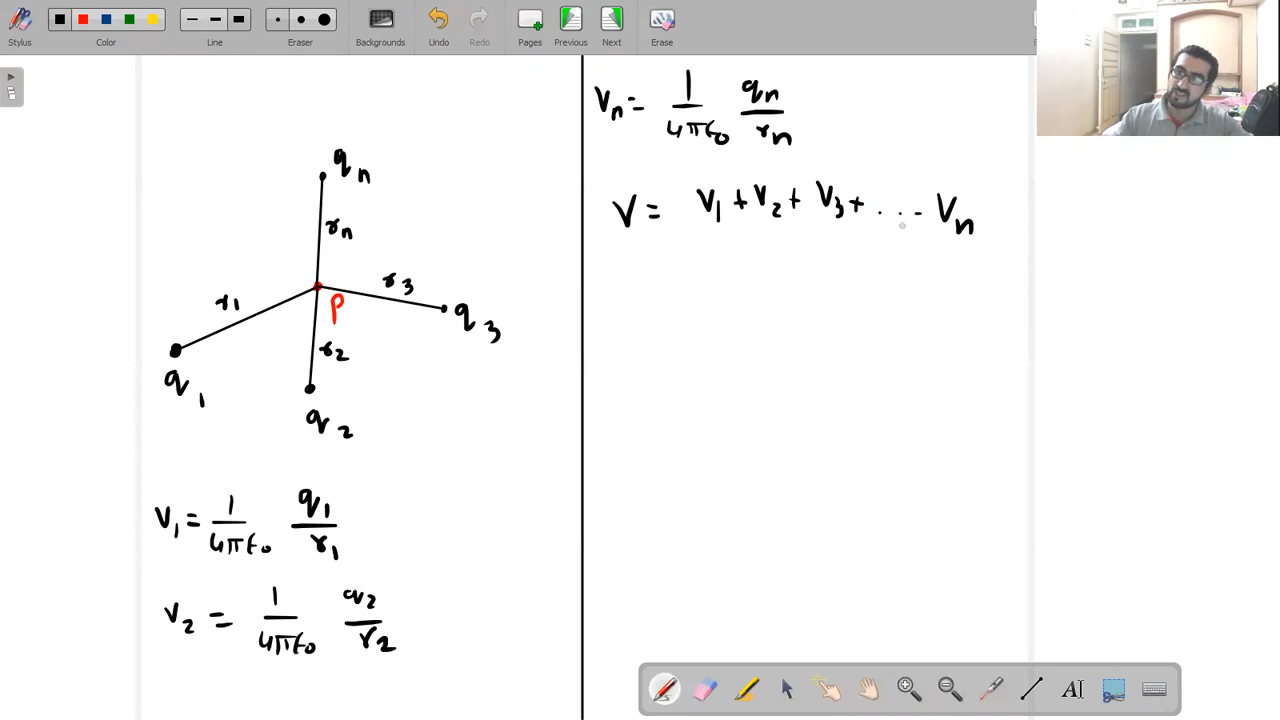 Stylus Color Line Eraser Backgrounds Undo Redo Pages Previous Next Erase
qn
rn
r1 r3
P
q3
r2
q1
q2
V1 = 1/4πε0 q1/r1
V2 = 1/4πε0 q2/r2
Vn = 1/4πε0 qn/rn
V = V1 + V2 + V3 + .... Vn
A